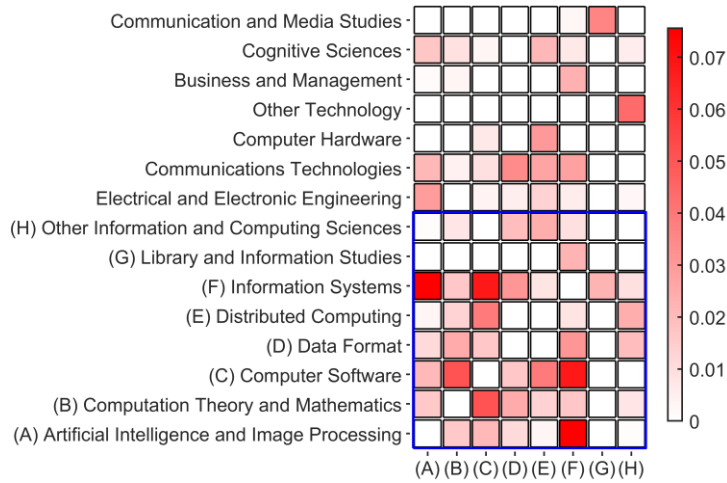 Communication and Media Studies
Cognitive Sciences
Business and Management
Other Technology
Computer Hardware
Communications Technologies
Electrical and Electronic Engineering
(H) Other Information and Computing Sciences
(G) Library and Information Studies
(F) Information Systems
(E) Distributed Computing
(D) Data Format
(C) Computer Software
(B) Computation Theory and Mathematics
(A) Artificial Intelligence and Image Processing
(A) (B) (C) (D) (E) (F) (G) (H)
0.07
0.06
0.05
0.04
0.03
0.02
0.01
0